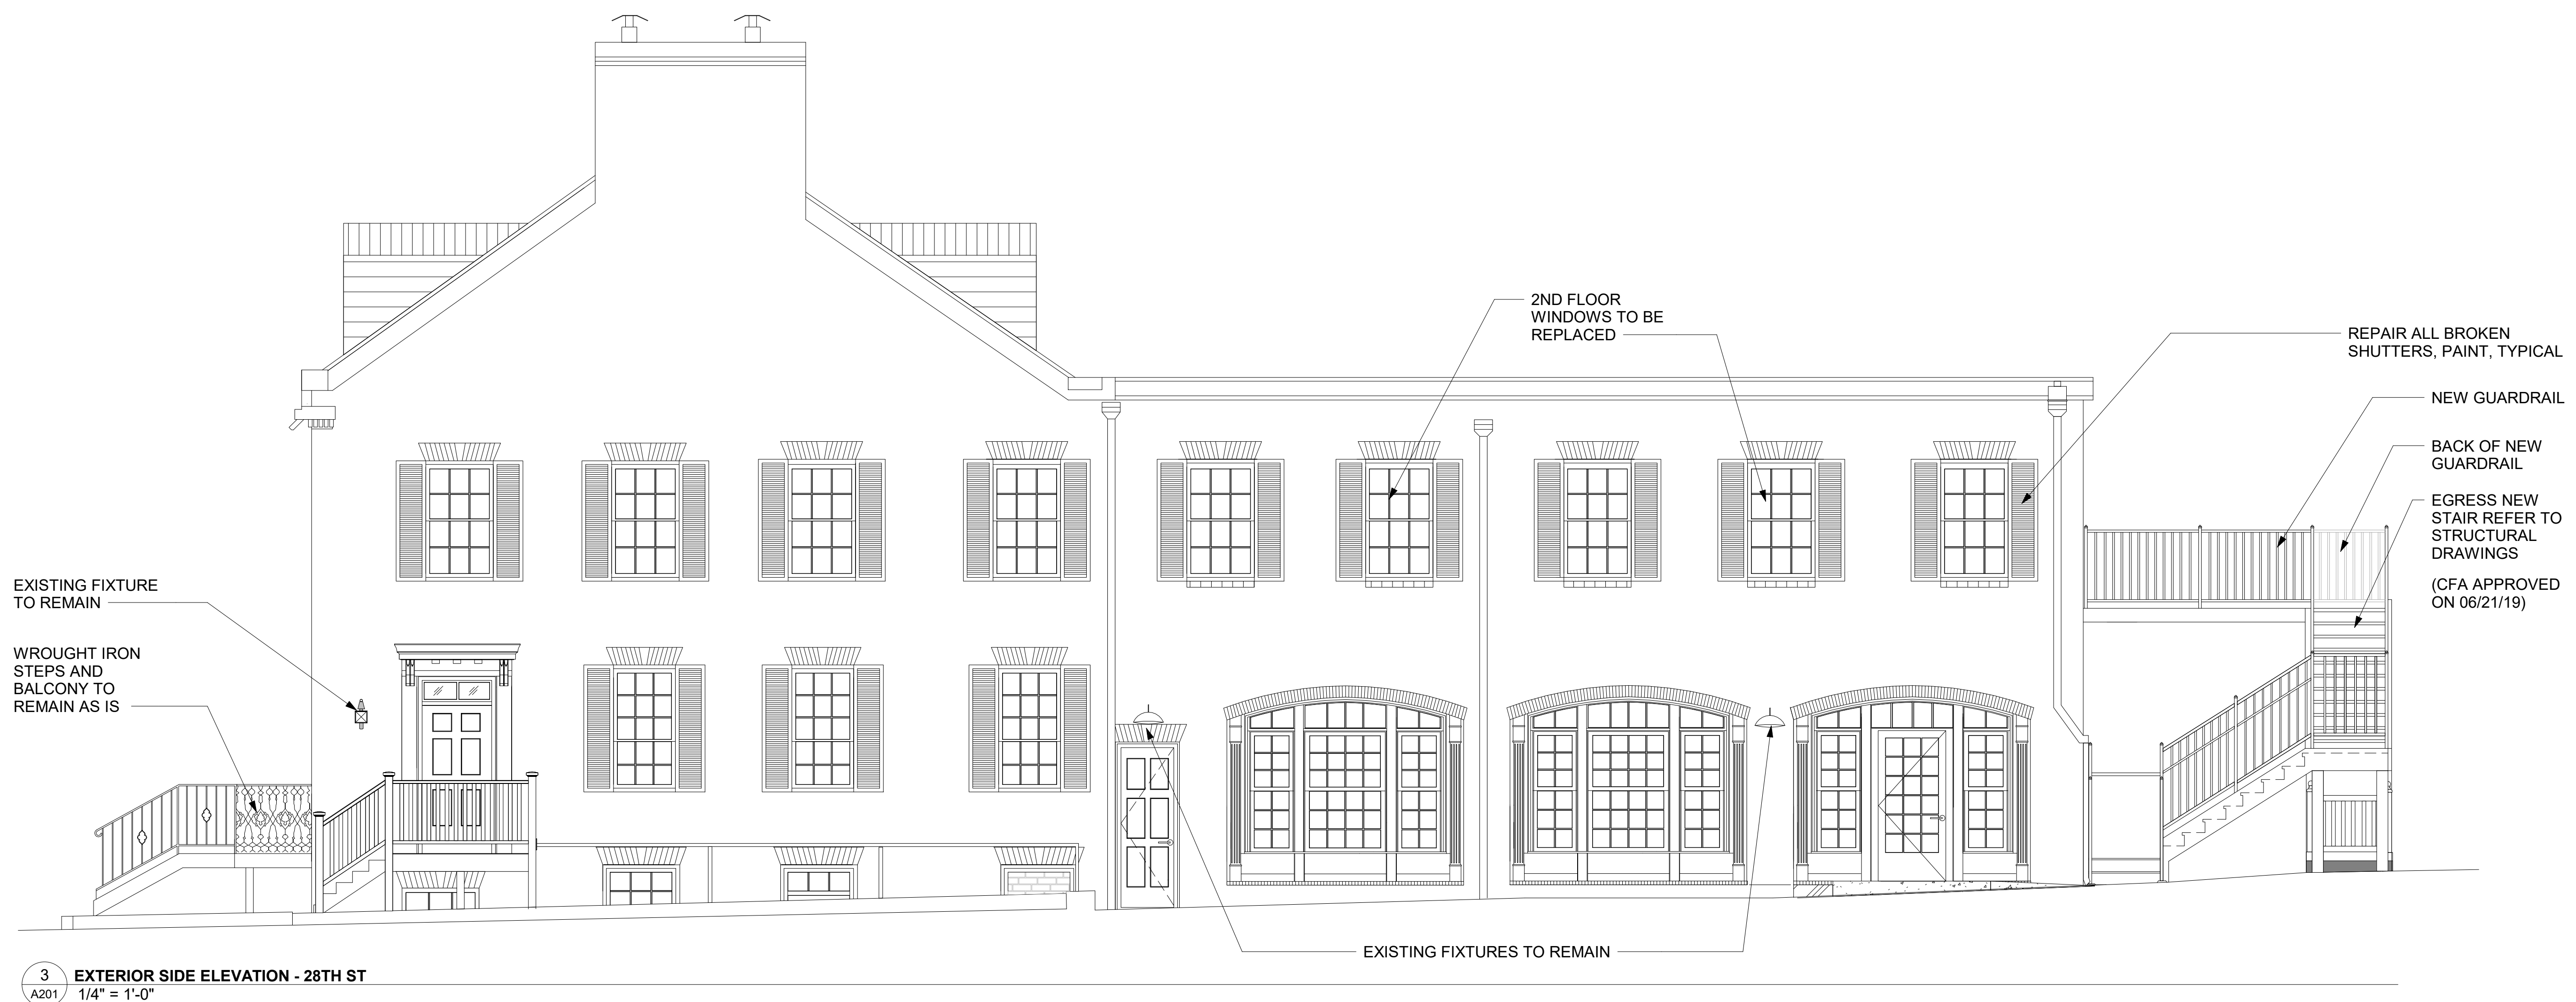 2ND FLOOR
WINDOWS TO BE
REPLACED
REPAIR ALL BROKEN
SHUTTERS, PAINT, TYPICAL
NEW GUARDRAIL
BACK OF NEW
GUARDRAIL
EGRESS NEW
STAIR REFER TO
STRUCTURAL
DRAWINGS
(CFA APPROVED
ON 06/21/19)
EXISTING FIXTURE
TO REMAIN
WROUGHT IRON
STEPS AND
BALCONY TO
REMAIN AS IS
EXISTING FIXTURES TO REMAIN
3
A201
EXTERIOR SIDE ELEVATION - 28TH ST
1/4" = 1'-0"